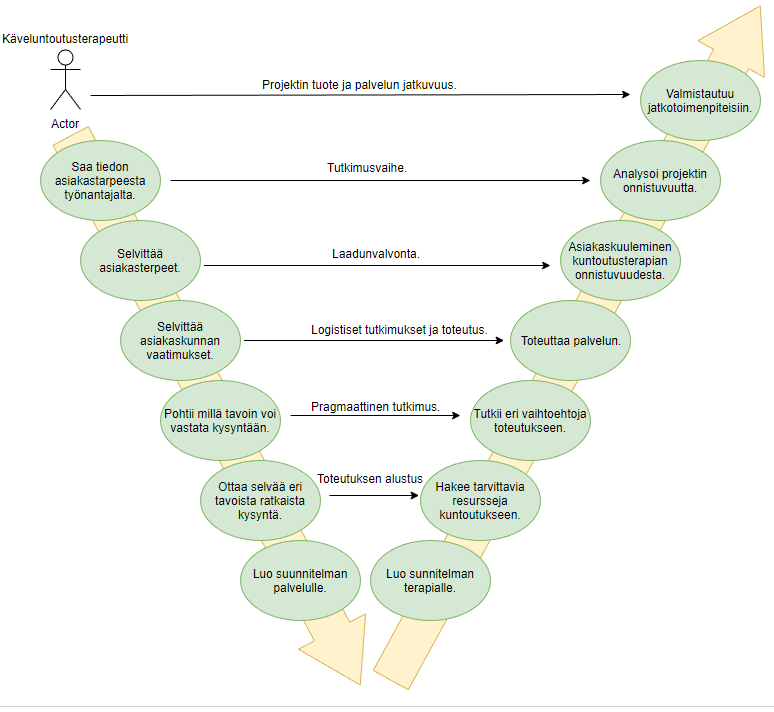 Käveluntoutusterapeutti
Actor
Projektin tuote ja palvelun jatkuvuus.
Valmistautuu
jatkotoimenpiteisiin.
Saa tiedon
asiakastarpeesta
työnantajalta.
Tutkimusvaihe.
Analysoi projektin
onnistuvuutta.
Selvittää
asiakasterpeet.
Laadunvalvonta.
Asiakaskuuleminen
kuntoutusterapian
onnistuvuudesta.
Selvittää
asiakaskunnan
vaatimukset.
Logistiset tutkimukset ja toteutus.
Toteuttaa palvelun.
Pohtii millä tavoin voi
vastata kysyntään.
Pragmaattinen tutkimus.
Tutkii eri vaihtoehtoja
toteutukseen.
Ottaa selvää eri
tavoista ratkaista
kysyntä.
Toteutuksen alustus
Hakee tarvittavia
resursseja
kuntoutukseen.
Luo suunnitelman
palvelulle.
Luo sunnitelman
terapialle.